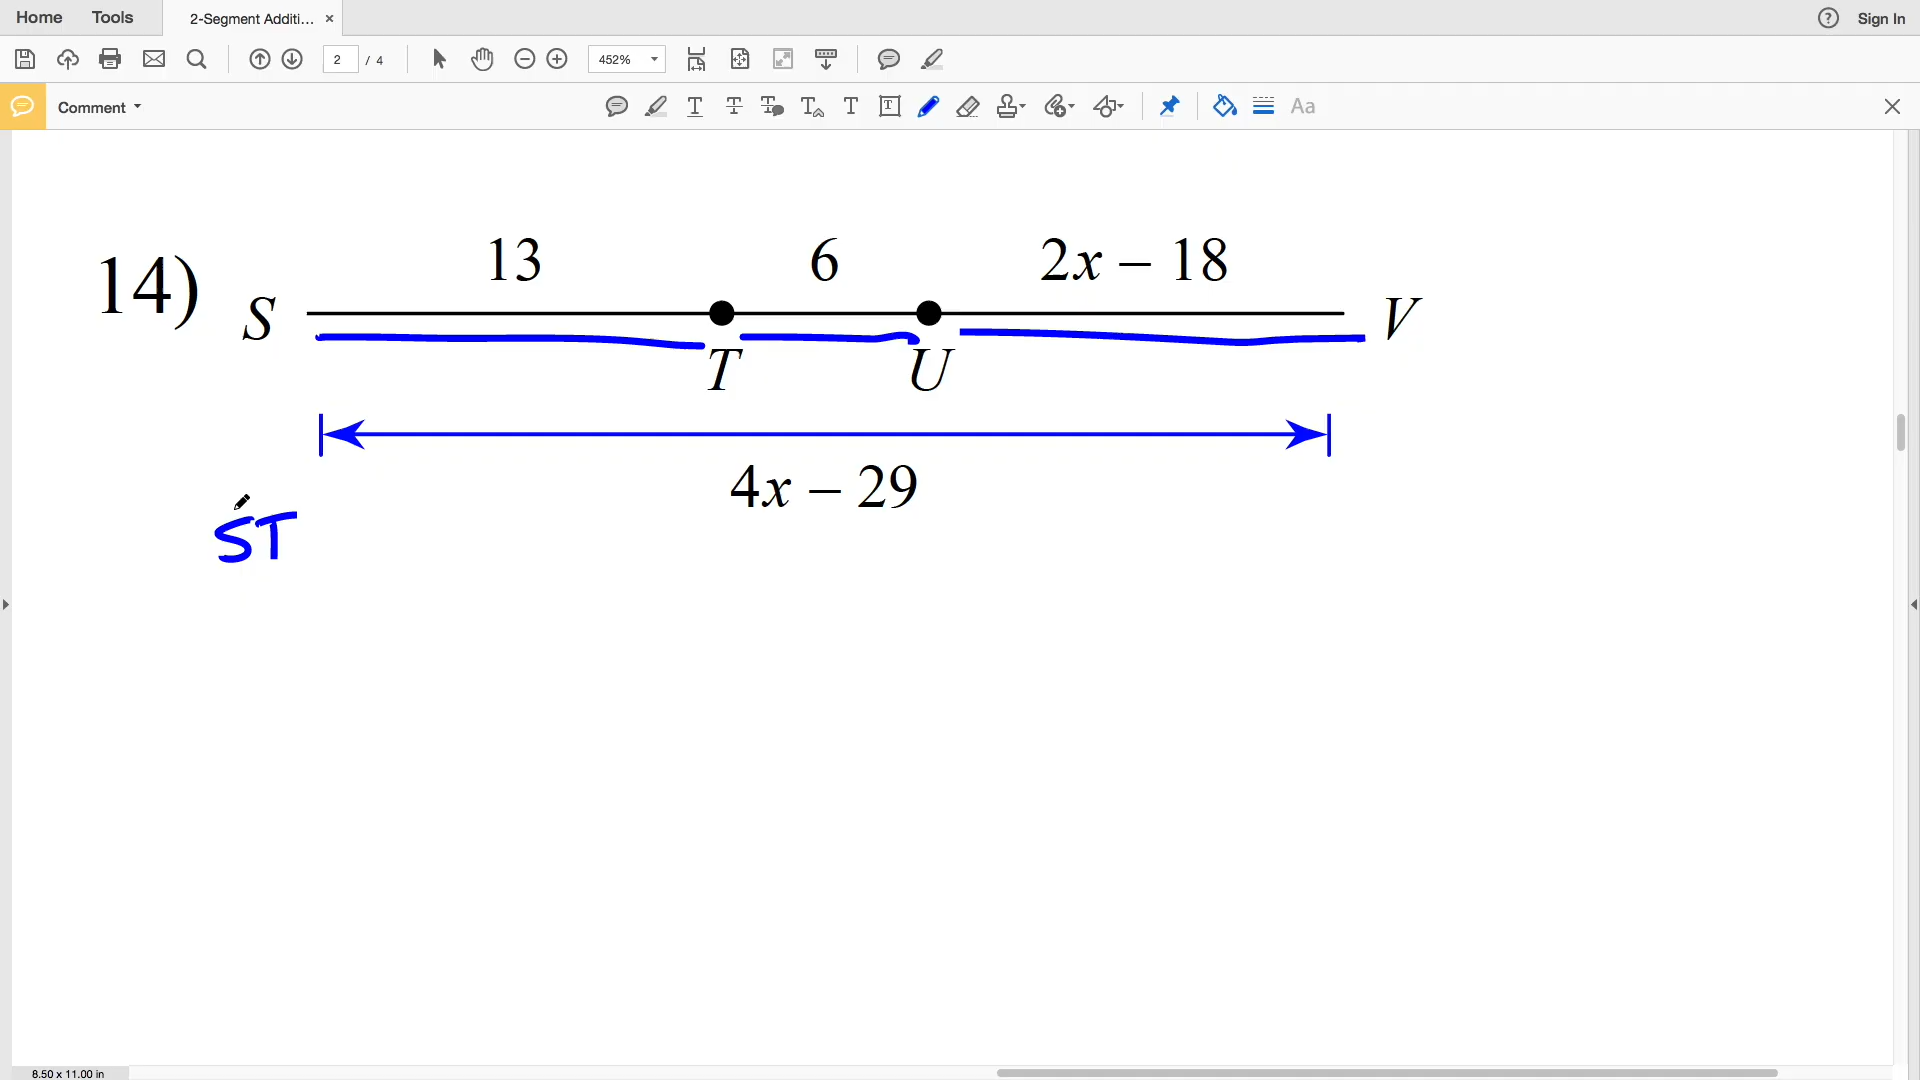 Home Tools 2-Segment Additi... × ? Sign In
2 / 4 452%
Comment Aa
13 6 2x – 18
14) S V
T U
4x – 29
ST
8.50 x 11.00 in